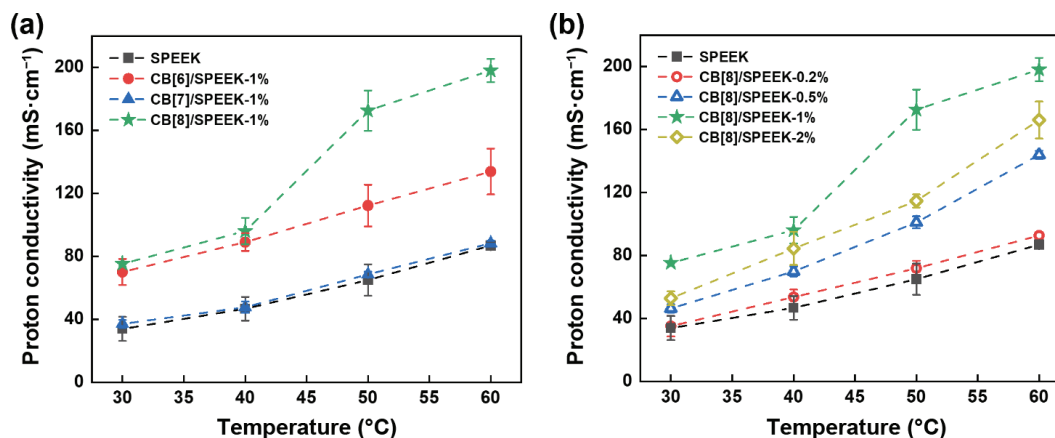 (a)
Proton conductivity (mS·cm⁻¹)
200
160
120
80
40
0
SPEEK
CB[6]/SPEEK-1%
CB[7]/SPEEK-1%
CB[8]/SPEEK-1%
30 35 40 45 50 55 60
Temperature (°C)
(b)
Proton conductivity (mS·cm⁻¹)
200
160
120
80
40
0
SPEEK
CB[8]/SPEEK-0.2%
CB[8]/SPEEK-0.5%
CB[8]/SPEEK-1%
CB[8]/SPEEK-2%
30 35 40 45 50 55 60
Temperature (°C)